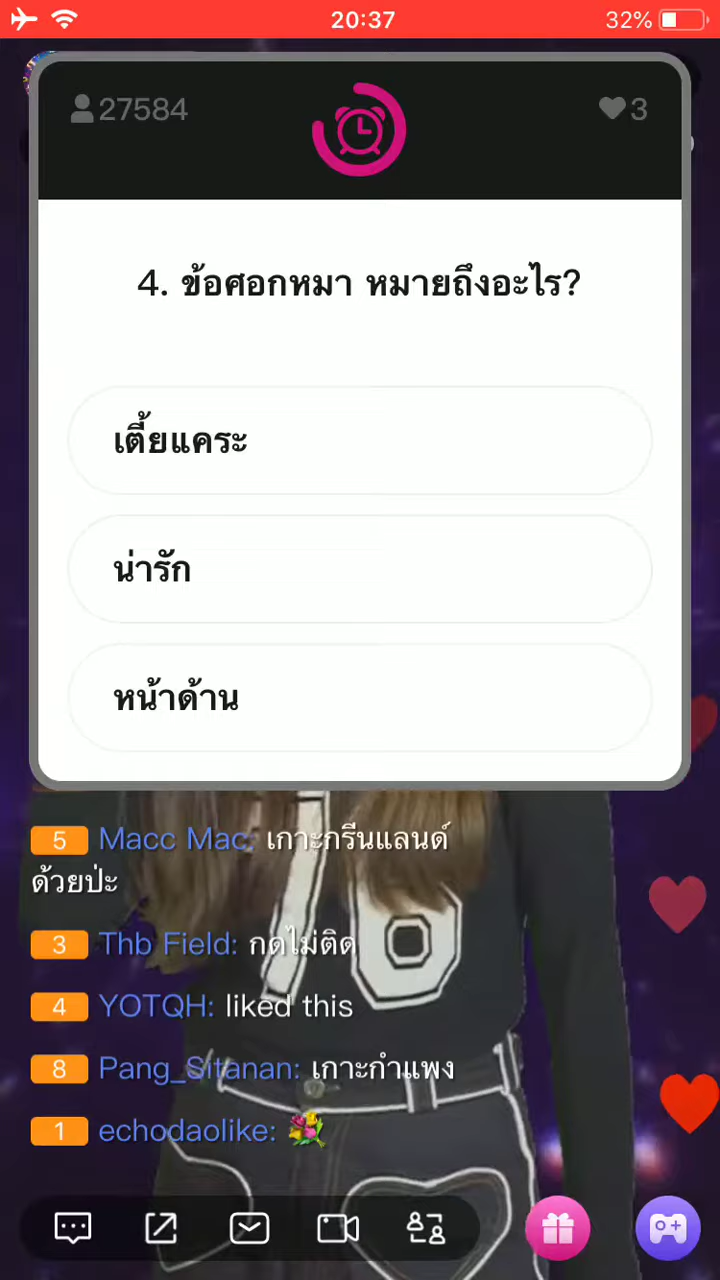 20:37
32%
27584
3
4. ข้อศอกหมา หมายถึงอะไร?
เตี้ยแคระ
น่ารัก
หน้าด้าน
5 Macc Mac: เกาะกรีนแลนด์
ด้วยป่ะ
3 Thb Field: กดไม่ติด
4 YOTQH: liked this
8 Pang_Sitanan: เกาะกำแพง
1 echodaolike: 💐